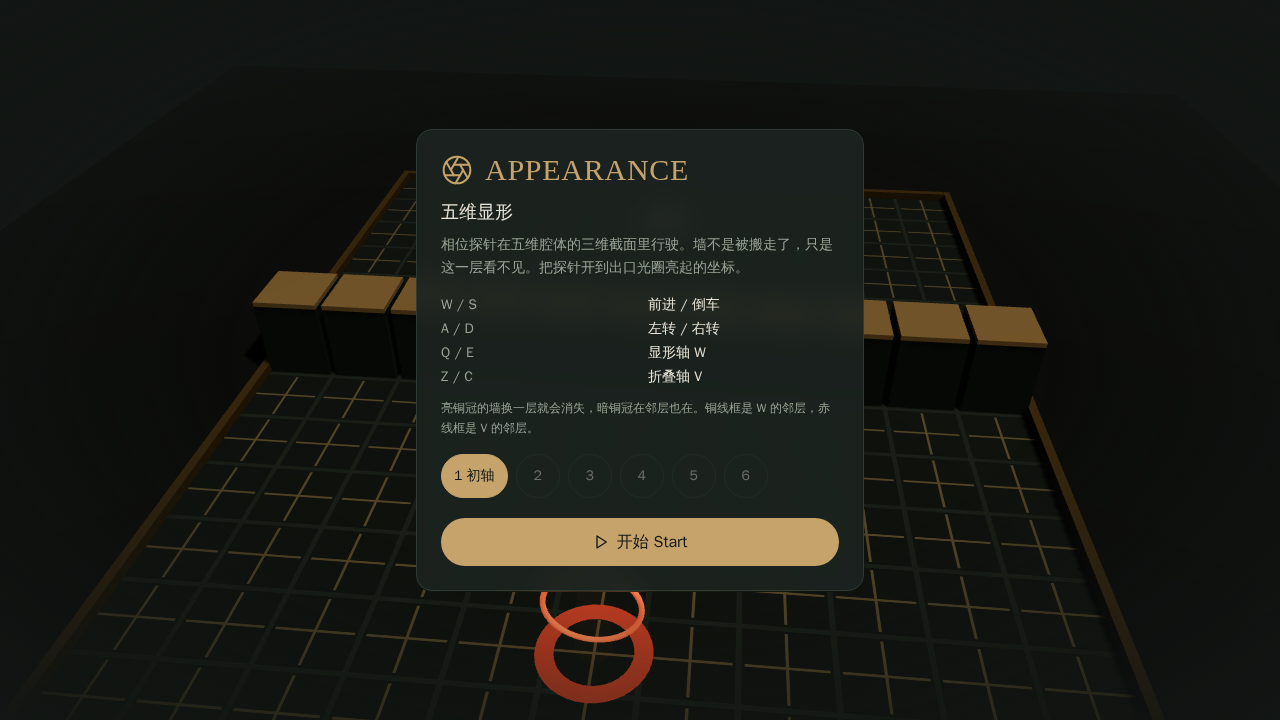 APPEARANCE
五维显形
相位探针在五维腔体的三维截面里行驶。墙不是被搬走了，只是
这一层看不见。把探针开到出口光圈亮起的坐标。
W / S 前进 / 倒车
A / D 左转 / 右转
Q / E 显形轴 W
Z / C 折叠轴 V
亮铜冠的墙换一层就会消失，暗铜冠在邻层也在。铜线框是 W 的邻层，赤
线框是 V 的邻层。
1 初轴 2 3 4 5 6
开始 Start